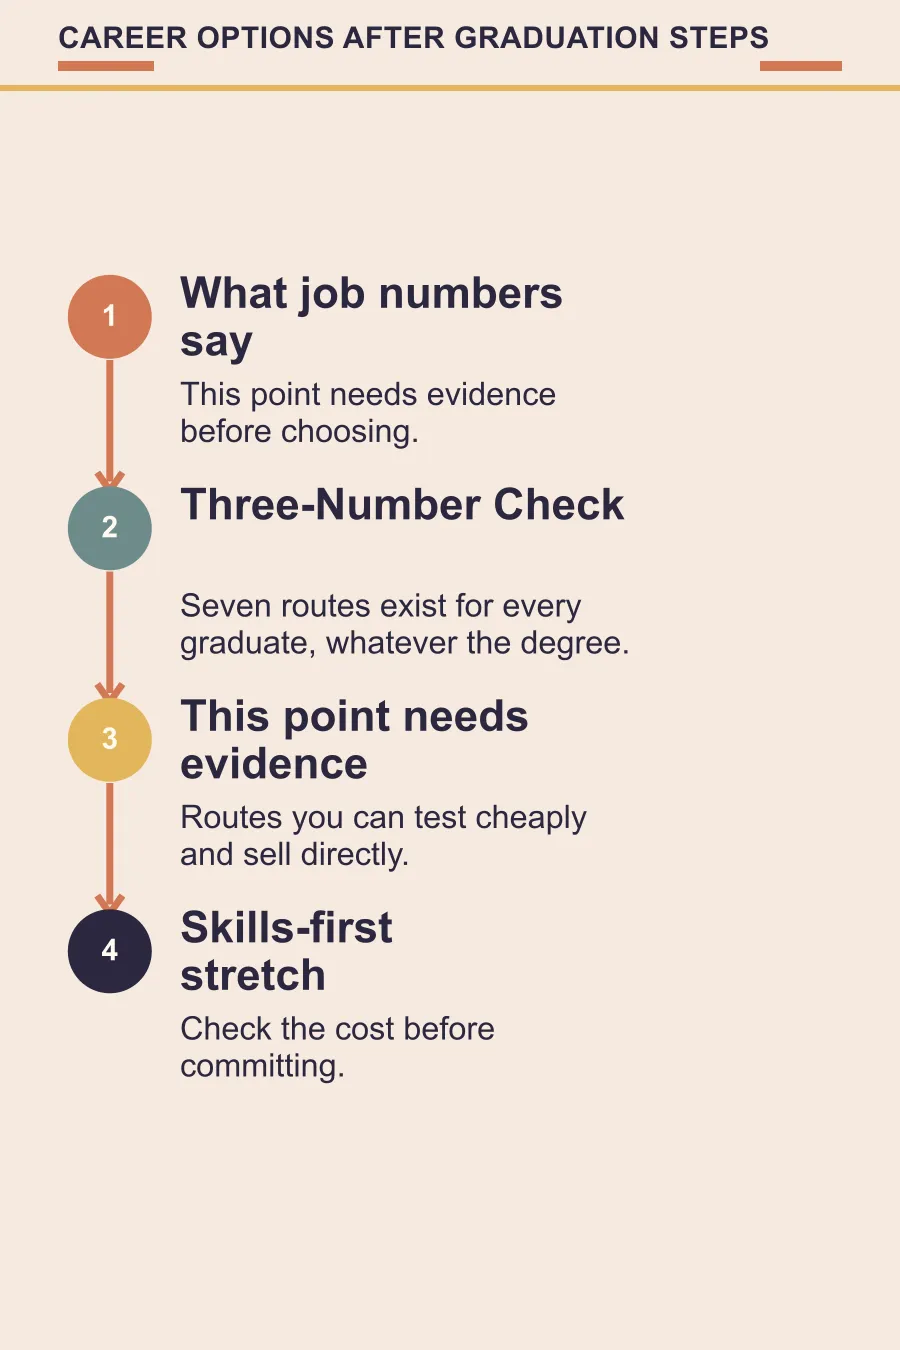 CAREER OPTIONS AFTER GRADUATION STEPS
1
What job numbers
say
This point needs evidence
before choosing.
2
Three-Number Check
Seven routes exist for every
graduate, whatever the degree.
3
This point needs
evidence
Routes you can test cheaply
and sell directly.
4
Skills-first
stretch
Check the cost before
committing.